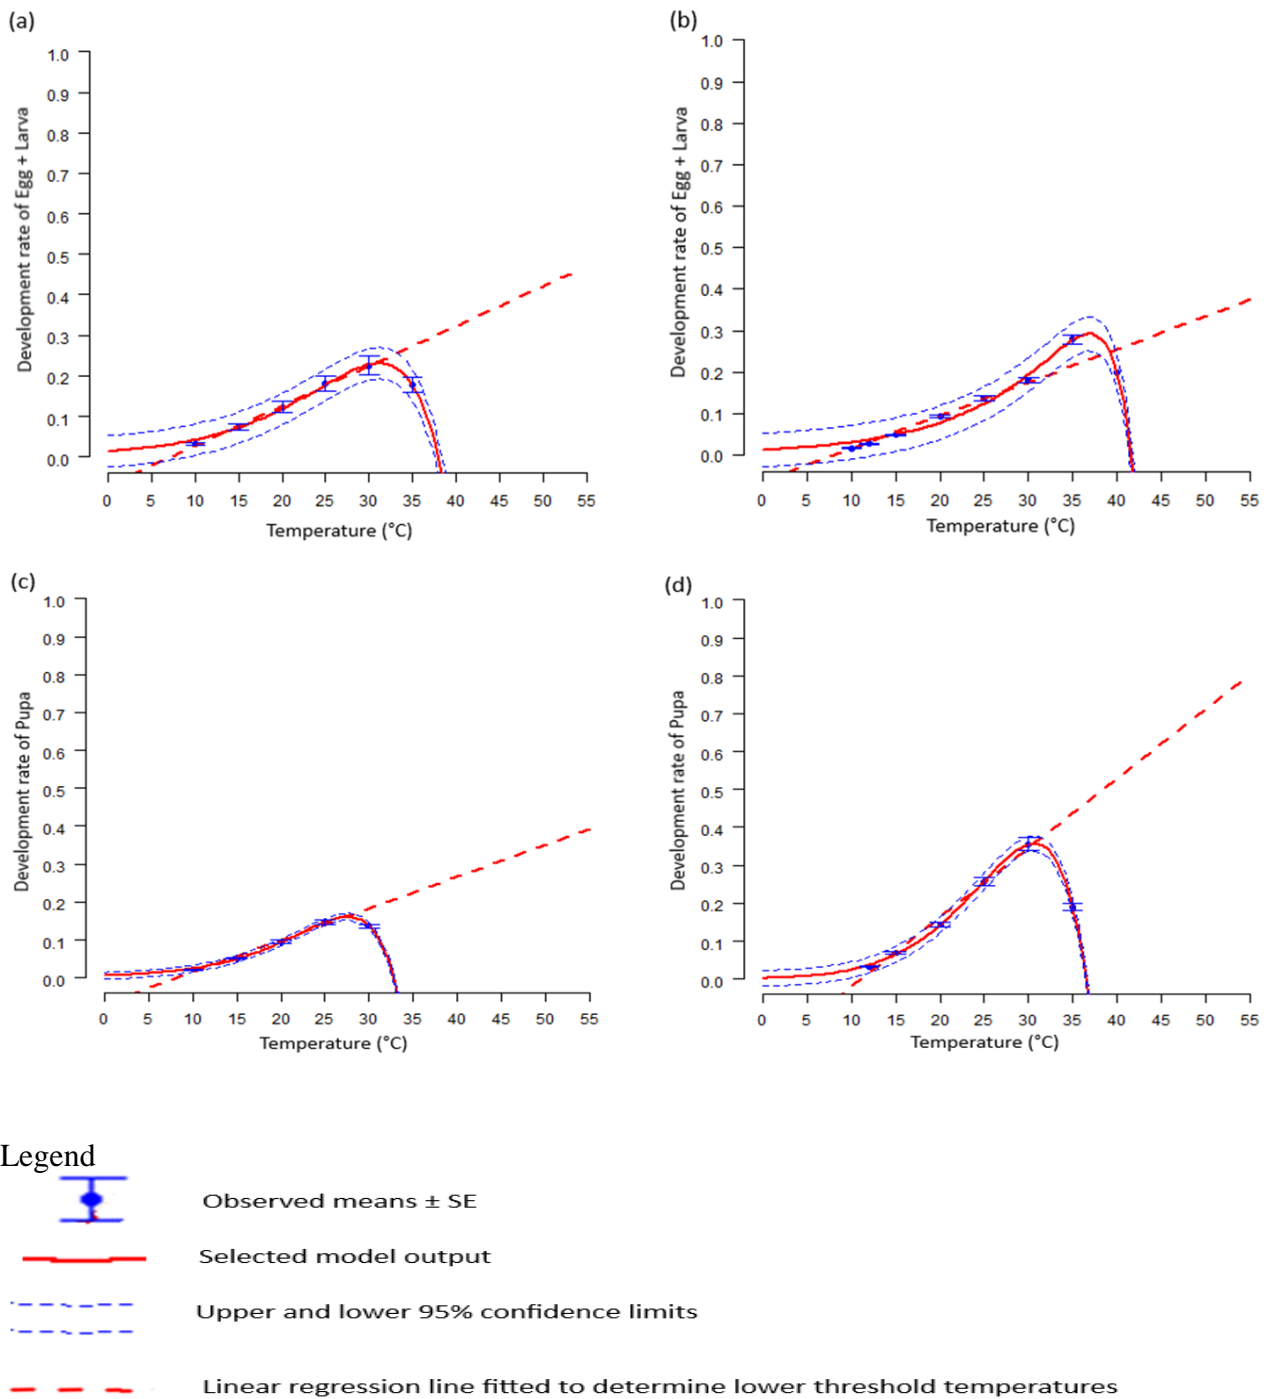 (a)
1.0
0.9
0.8
0.7
0.6
0.5
0.4
0.3
0.2
0.1
0.0
Development rate of Egg + Larva
0 5 10 15 20 25 30 35 40 45 50 55
Temperature (°C)
(b)
1.0
0.9
0.8
0.7
0.6
0.5
0.4
0.3
0.2
0.1
0.0
Development rate of Egg + Larva
0 5 10 15 20 25 30 35 40 45 50 55
Temperature (°C)
(c)
1.0
0.9
0.8
0.7
0.6
0.5
0.4
0.3
0.2
0.1
0.0
Development rate of Pupa
0 5 10 15 20 25 30 35 40 45 50 55
Temperature (°C)
(d)
1.0
0.9
0.8
0.7
0.6
0.5
0.4
0.3
0.2
0.1
0.0
Development rate of Pupa
0 5 10 15 20 25 30 35 40 45 50 55
Temperature (°C)
Legend
Observed means ± SE
Selected model output
Upper and lower 95% confidence limits
Linear regression line fitted to determine lower threshold temperatures